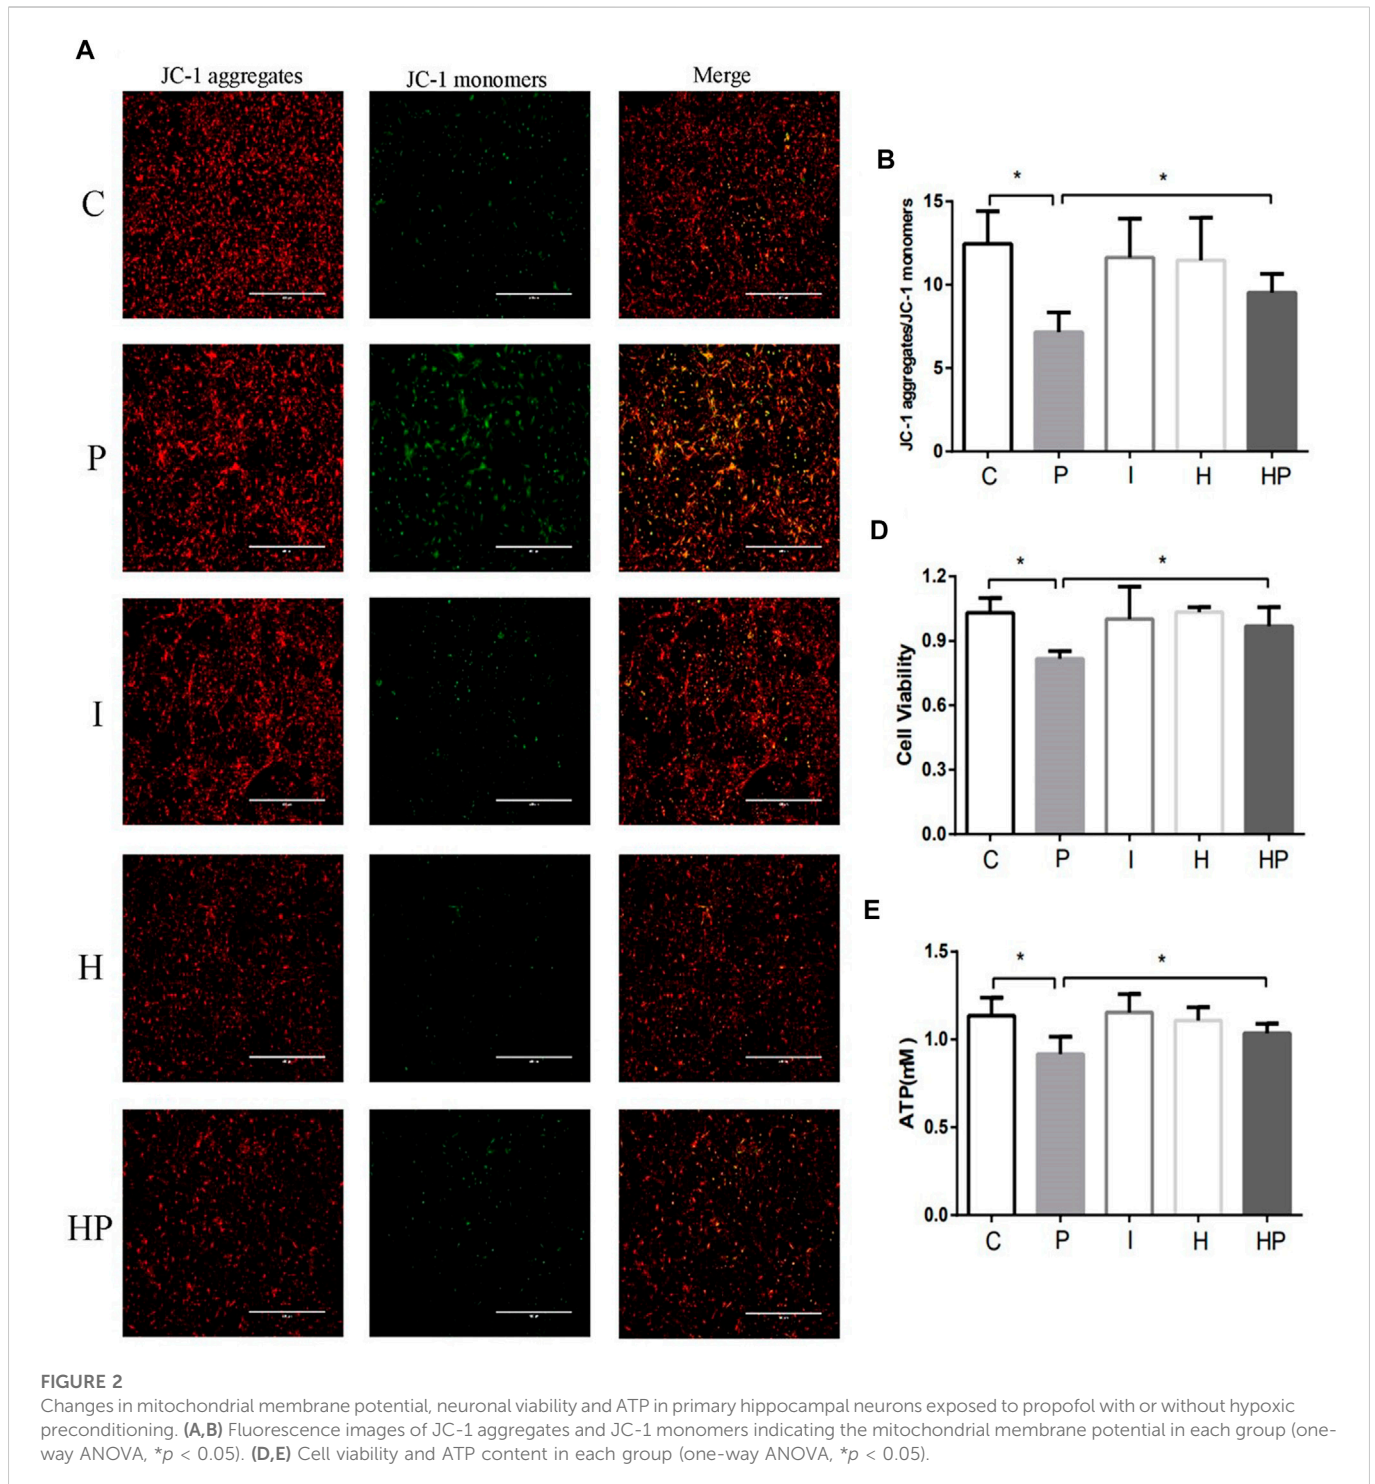 A
JC-1 aggregates
JC-1 monomers
Merge
C
P
I
H
HP
B
JC-1 aggregates/JC-1 monomers
15
10
5
0
*
*
C
P
I
H
HP
D
Cell Viability
1.2
0.9
0.6
0.3
0.0
*
*
C
P
I
H
HP
E
ATP(mM )
1.5
1.0
0.5
0.0
*
*
C
P
I
H
HP
FIGURE 2
Changes in mitochondrial membrane potential, neuronal viability and ATP in primary hippocampal neurons exposed to propofol with or without hypoxic
preconditioning. (A,B) Fluorescence images of JC-1 aggregates and JC-1 monomers indicating the mitochondrial membrane potential in each group (one-
way ANOVA, *p < 0.05). (D,E) Cell viability and ATP content in each group (one-way ANOVA, *p < 0.05).